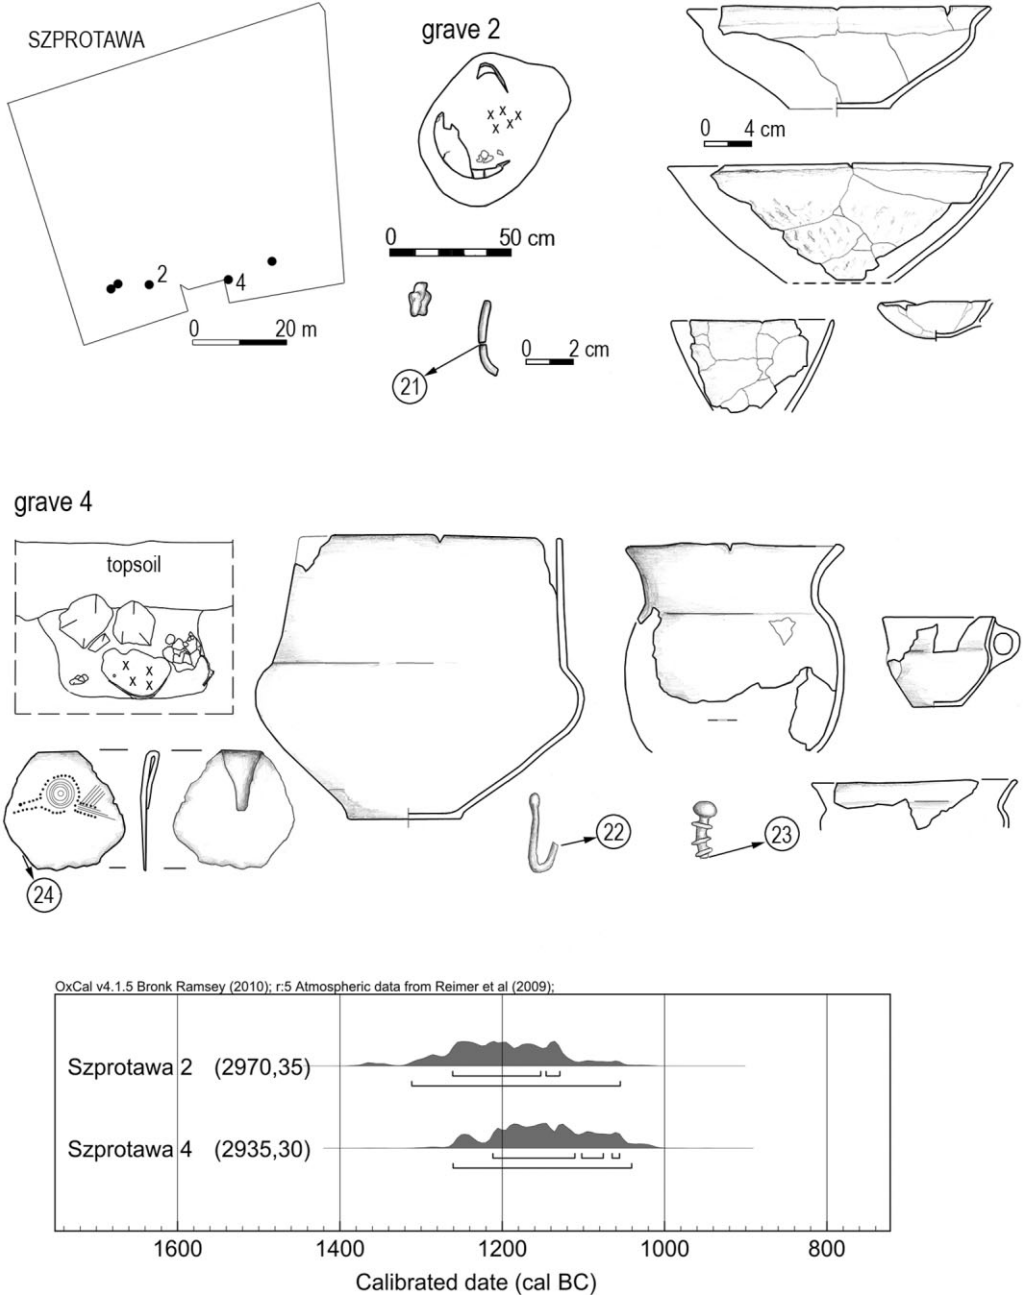 SZPROTAWA
2
4
0 20 m
grave 2
x x x
x x
0 50 cm
21
0 2 cm
0 4 cm
grave 4
topsoil
x x
x x
24
22
23
OxCal v4.1.5 Bronk Ramsey (2010); r:5 Atmospheric data from Reimer et al (2009);
Szprotawa 2 (2970,35)
Szprotawa 4 (2935,30)
1600 1400 1200 1000 800
Calibrated date (cal BC)